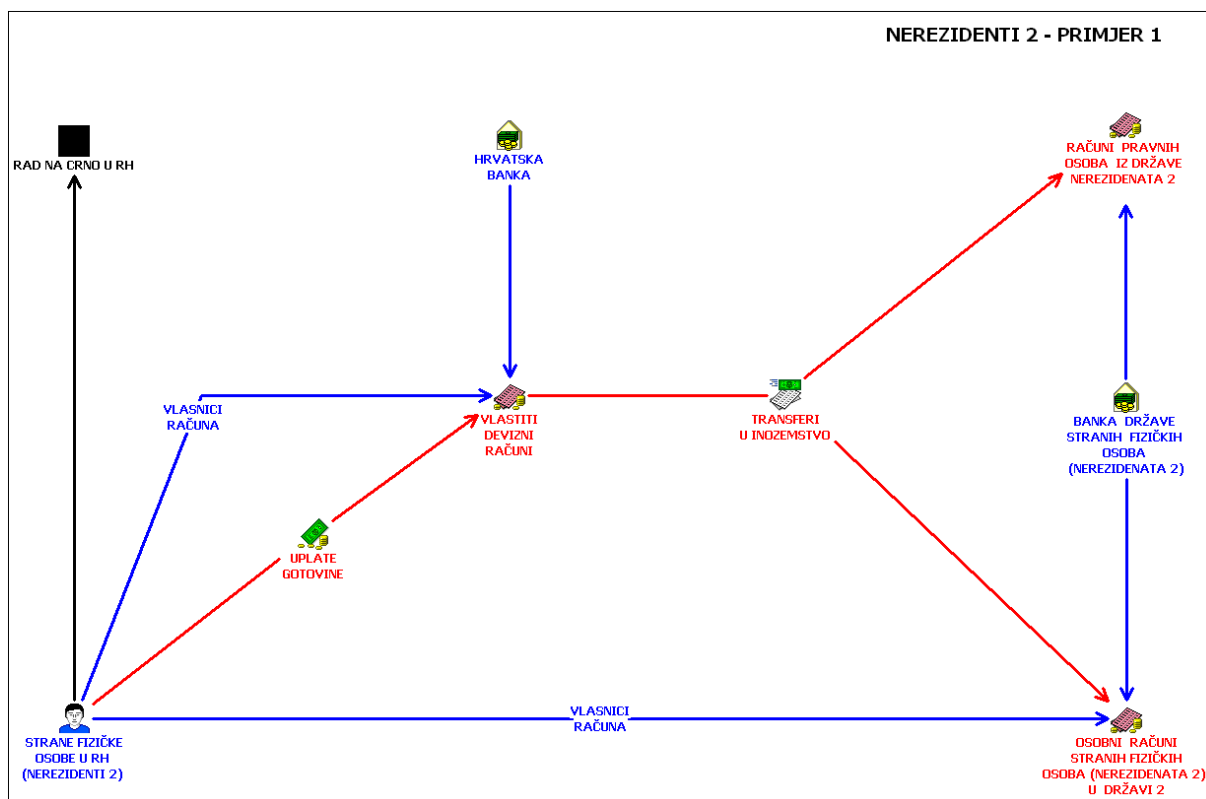 NEREZIDENTI 2 - PRIMJER 1
RAD NA CRNO U RH
HRVATSKA
BANKA
RAČUNI PRAVNIH
OSOBA IZ DRŽAVE
NEREZIDENATA 2
VLASNICI
RAČUNA
VLASTITI
DEVIZNI
RAČUNI
TRANSFERI
U INOZEMSTVO
BANKA DRŽAVE
STRANIH FIZIČKIH
OSOBA
(NEREZIDENATA 2)
UPLATE
GOTOVINE
VLASNICI
RAČUNA
STRANE FIZIČKE
OSOBE U RH
(NEREZIDENTI 2)
OSOBNI RAČUNI
STRANIH FIZIČKIH
OSOBA (NEREZIDENATA 2)
U DRŽAVI 2